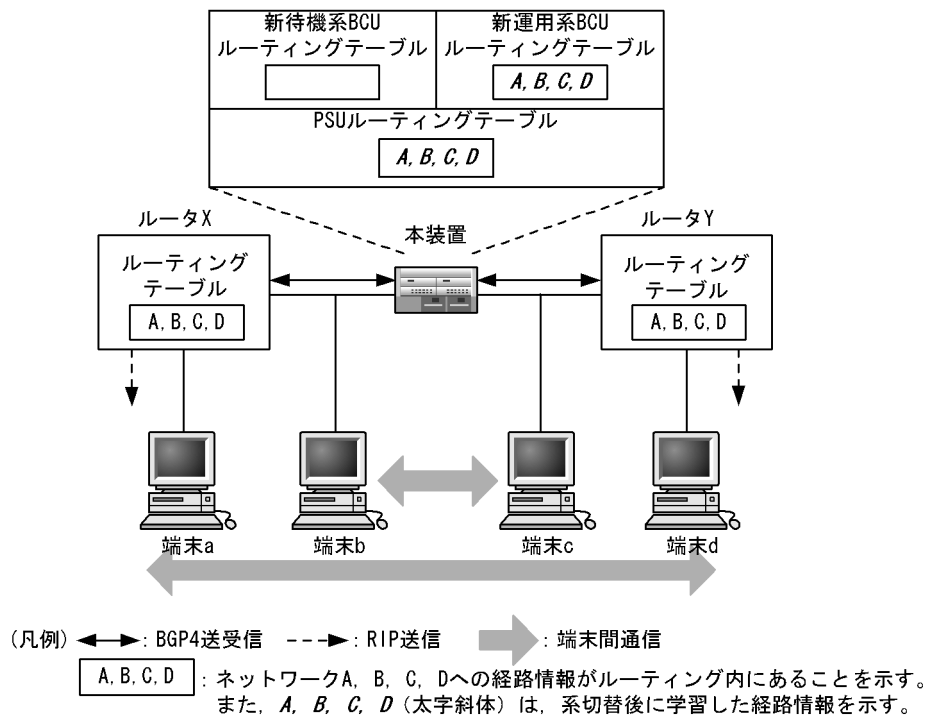 新待機系BCU
ルーティングテーブル
新運用系BCU
ルーティングテーブル
A, B, C, D
PSUルーティングテーブル
A, B, C, D
ルータX
本装置
ルータY
ルーティング
テーブル
A, B, C, D
ルーティング
テーブル
A, B, C, D
端末a
端末b
端末c
端末d
(凡例)
: BGP4送受信
: RIP送信
: 端末間通信
A, B, C, D
: ネットワークA, B, C, Dへの経路情報がルーティング内にあることを示す。
また, A, B, C, D（太字斜体）は, 系切替後に学習した経路情報を示す。